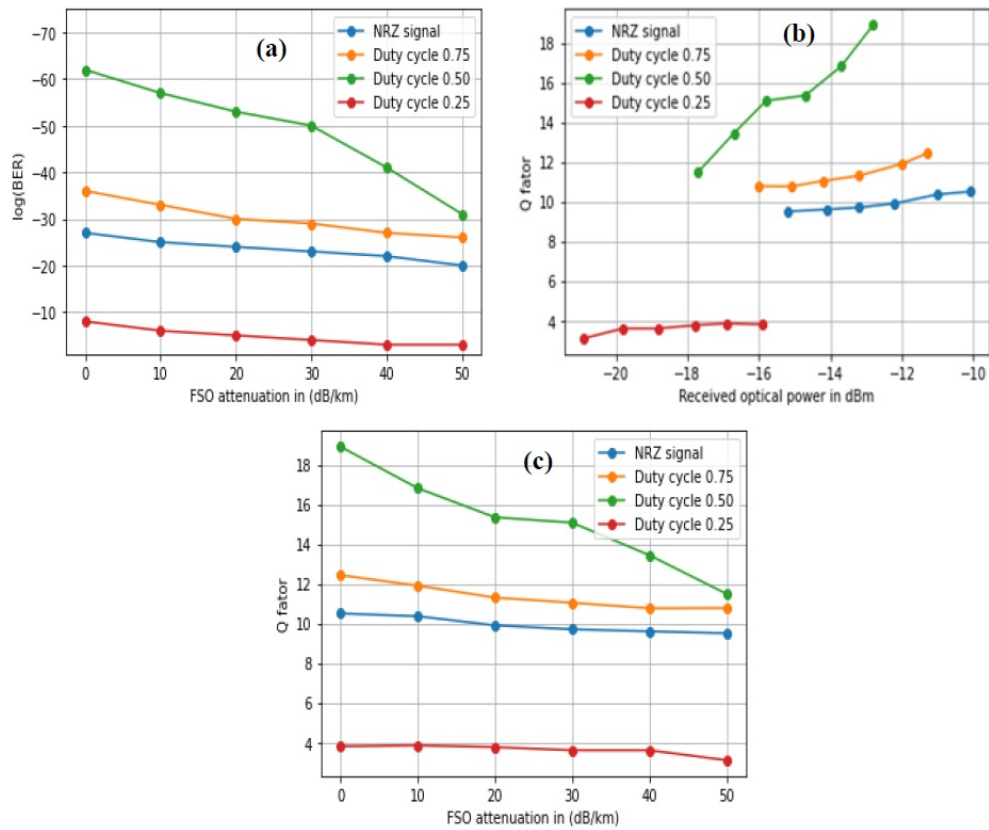 (a)
NRZ signal
Duty cycle 0.75
Duty cycle 0.50
Duty cycle 0.25
log(BER)
−70
−60
−50
−40
−30
−20
−10
0 10 20 30 40 50
FSO attenuation in (dB/km)
(b)
NRZ signal
Duty cycle 0.75
Duty cycle 0.50
Duty cycle 0.25
Q fator
18
16
14
12
10
8
6
4
−20 −18 −16 −14 −12 −10
Received optical power in dBm
(c)
NRZ signal
Duty cycle 0.75
Duty cycle 0.50
Duty cycle 0.25
Q fator
18
16
14
12
10
8
6
4
0 10 20 30 40 50
FSO attenuation in (dB/km)